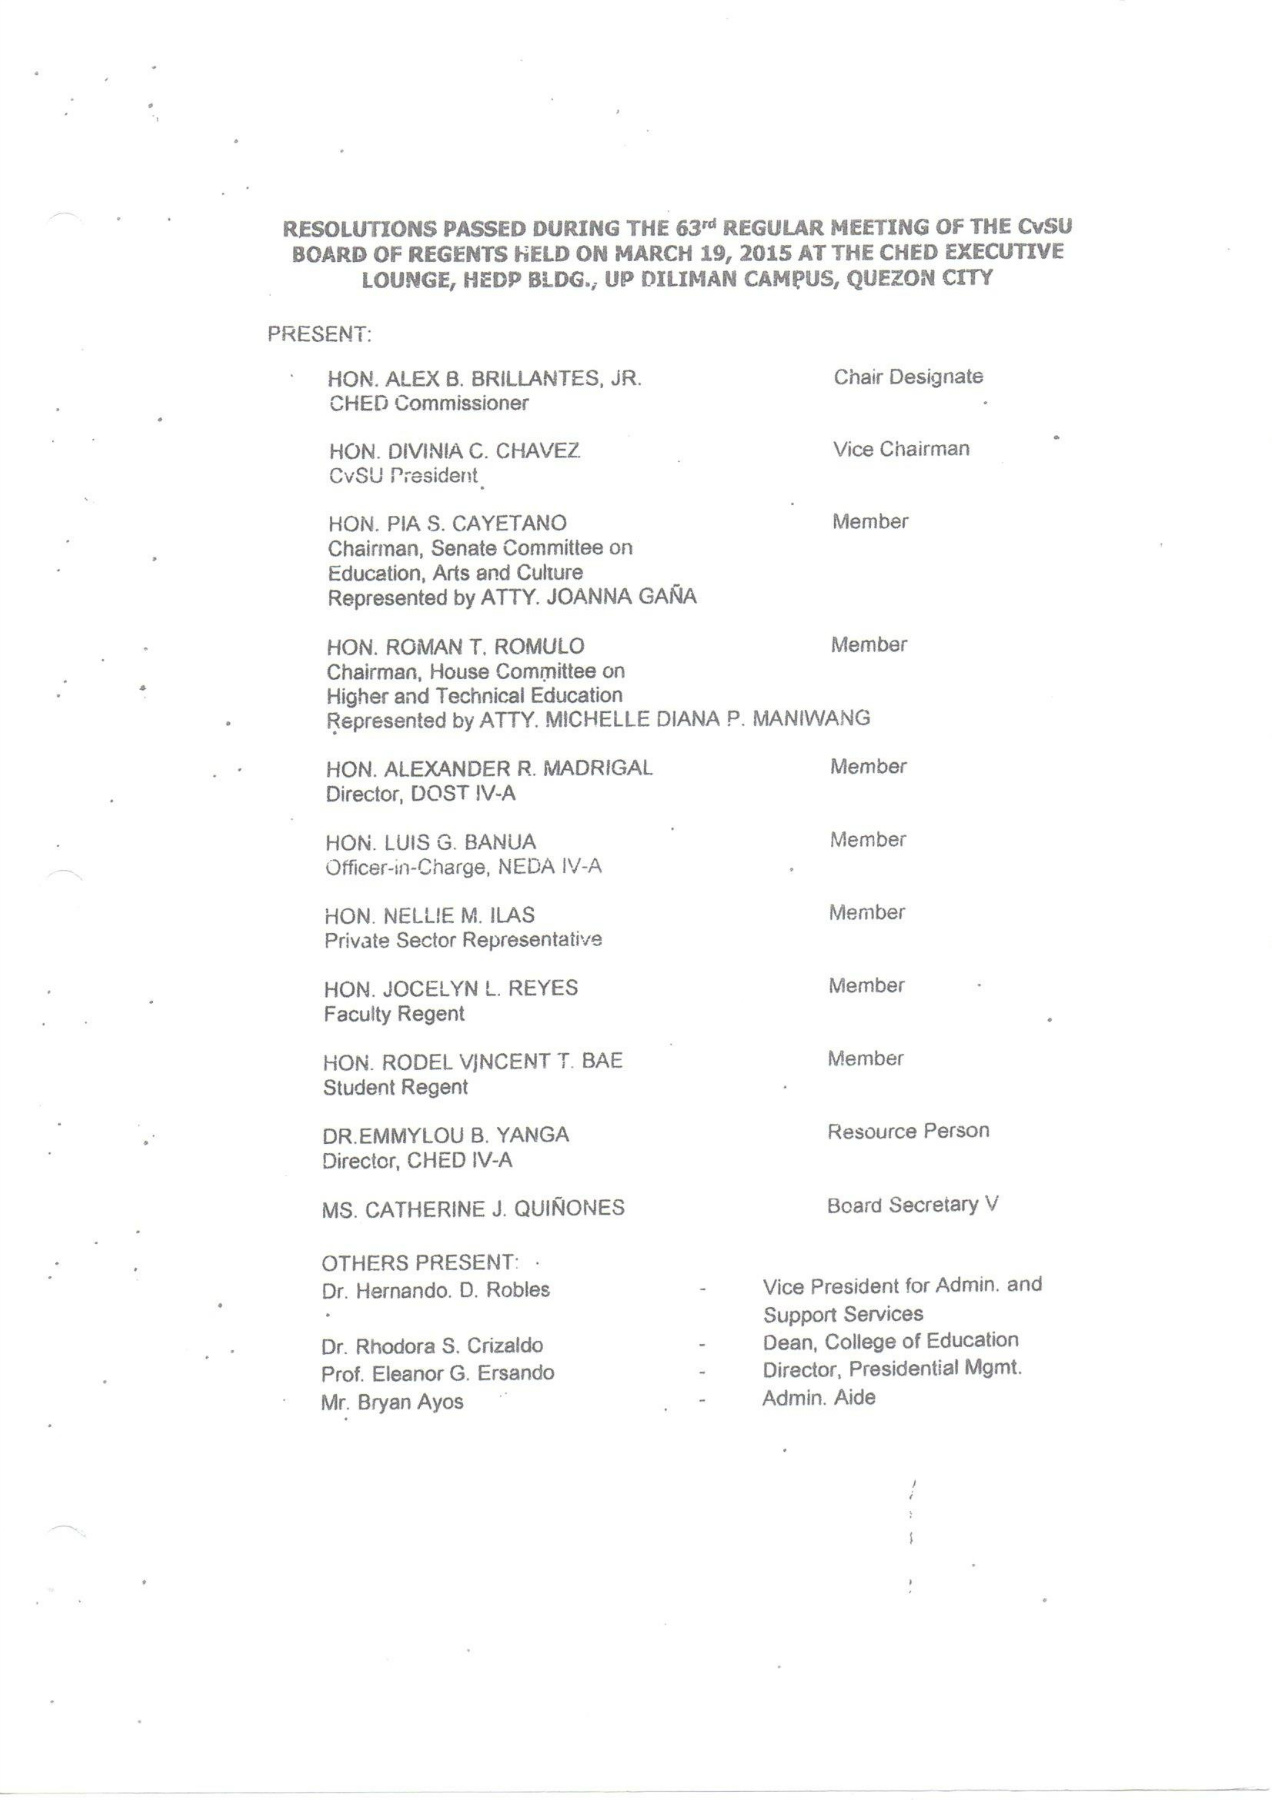 RESOLUTIONS PASSED DURING THE 63rd REGULAR MEETING OF THE CvSU
BOARD OF REGENTS HELD ON MARCH 19, 2015 AT THE CHED EXECUTIVE
LOUNGE, HEDP BLDG., UP DILIMAN CAMPUS, QUEZON CITY
PRESENT:
HON. ALEX B. BRILLANTES, JR. Chair Designate
CHED Commissioner
HON. DIVINIA C. CHAVEZ Vice Chairman
CvSU President
HON. PIA S. CAYETANO Member
Chairman, Senate Committee on
Education, Arts and Culture
Represented by ATTY. JOANNA GAÑA
HON. ROMAN T. ROMULO Member
Chairman, House Committee on
Higher and Technical Education
Represented by ATTY. MICHELLE DIANA P. MANIWANG
HON. ALEXANDER R. MADRIGAL Member
Director, DOST IV-A
HON. LUIS G. BANUA Member
Officer-in-Charge, NEDA IV-A
HON. NELLIE M. ILAS Member
Private Sector Representative
HON. JOCELYN L. REYES Member
Faculty Regent
HON. RODEL VINCENT T. BAE Member
Student Regent
DR.EMMYLOU B. YANGA Resource Person
Director, CHED IV-A
MS. CATHERINE J. QUIÑONES Board Secretary V
OTHERS PRESENT:
Dr. Hernando. D. Robles - Vice President for Admin. and
Support Services
Dr. Rhodora S. Crizaldo - Dean, College of Education
Prof. Eleanor G. Ersando - Director, Presidential Mgmt.
Mr. Bryan Ayos - Admin. Aide